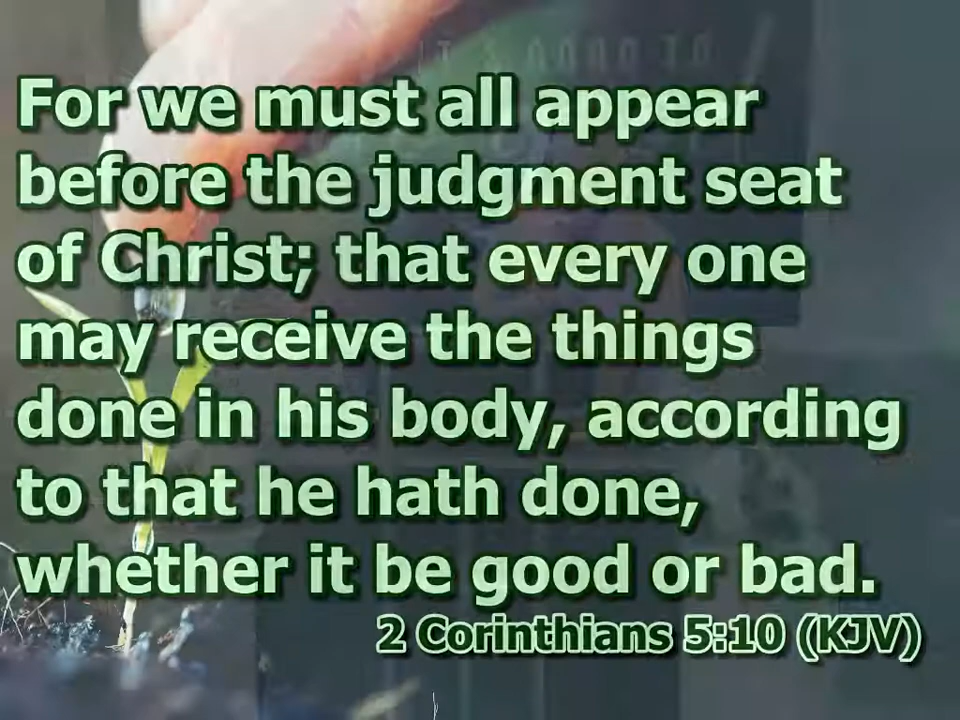 For we must all appear
before the judgment seat
of Christ; that every one
may receive the things
done in his body, according
to that he hath done,
whether it be good or bad.
2 Corinthians 5:10 (KJV)